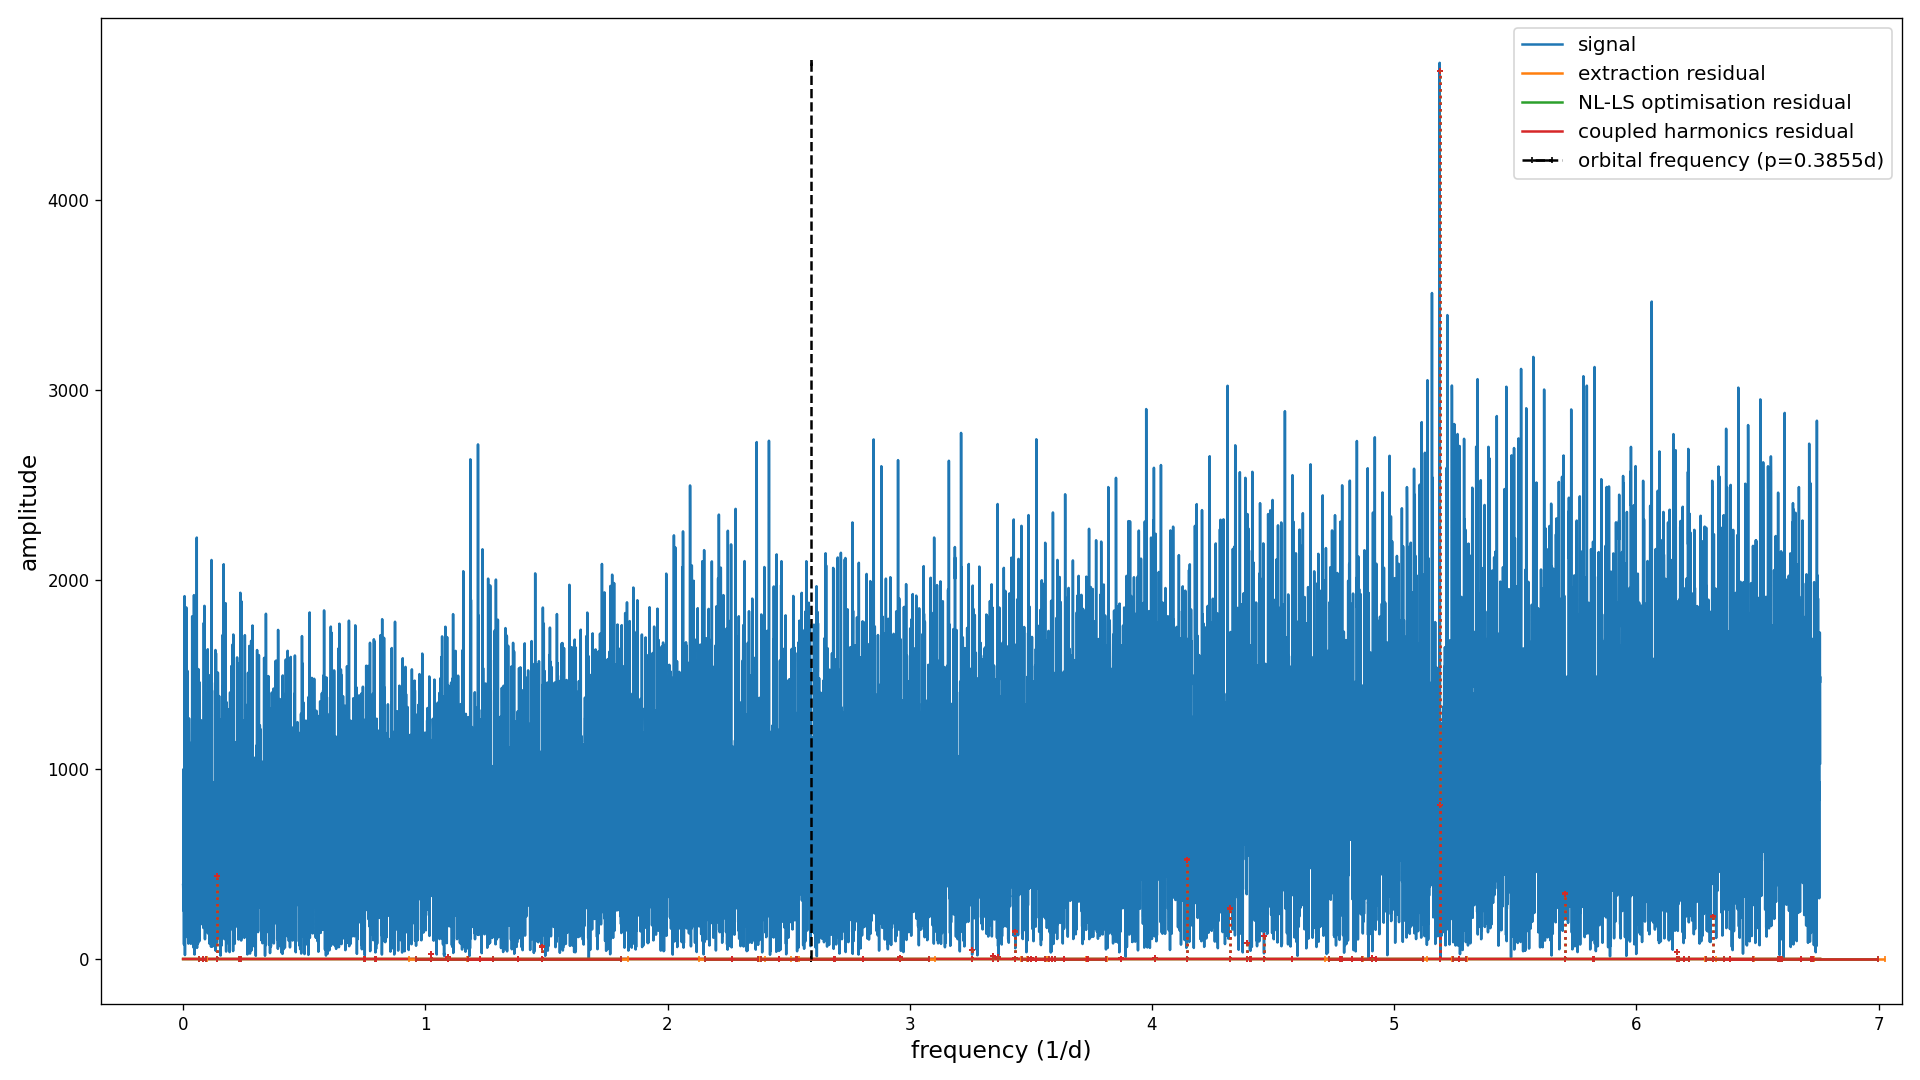 signal
extraction residual
NL-LS optimisation residual
coupled harmonics residual
orbital frequency (p=0.3855d)
4000
3000
2000
1000
0
amplitude
0 1 2 3 4 5 6 7
frequency (1/d)